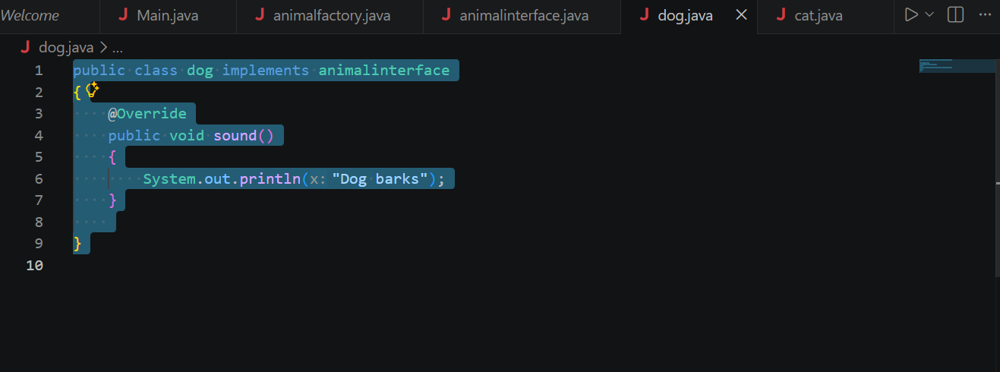 Welcome
J Main.java
J animalfactory.java
J animalinterface.java
J dog.java
J cat.java
J dog.java > ...
1 public class dog implements animalinterface
2 {
3 @Override
4 public void sound()
5 {
6 System.out.println(x: "Dog barks");
7 }
8
9 }
10